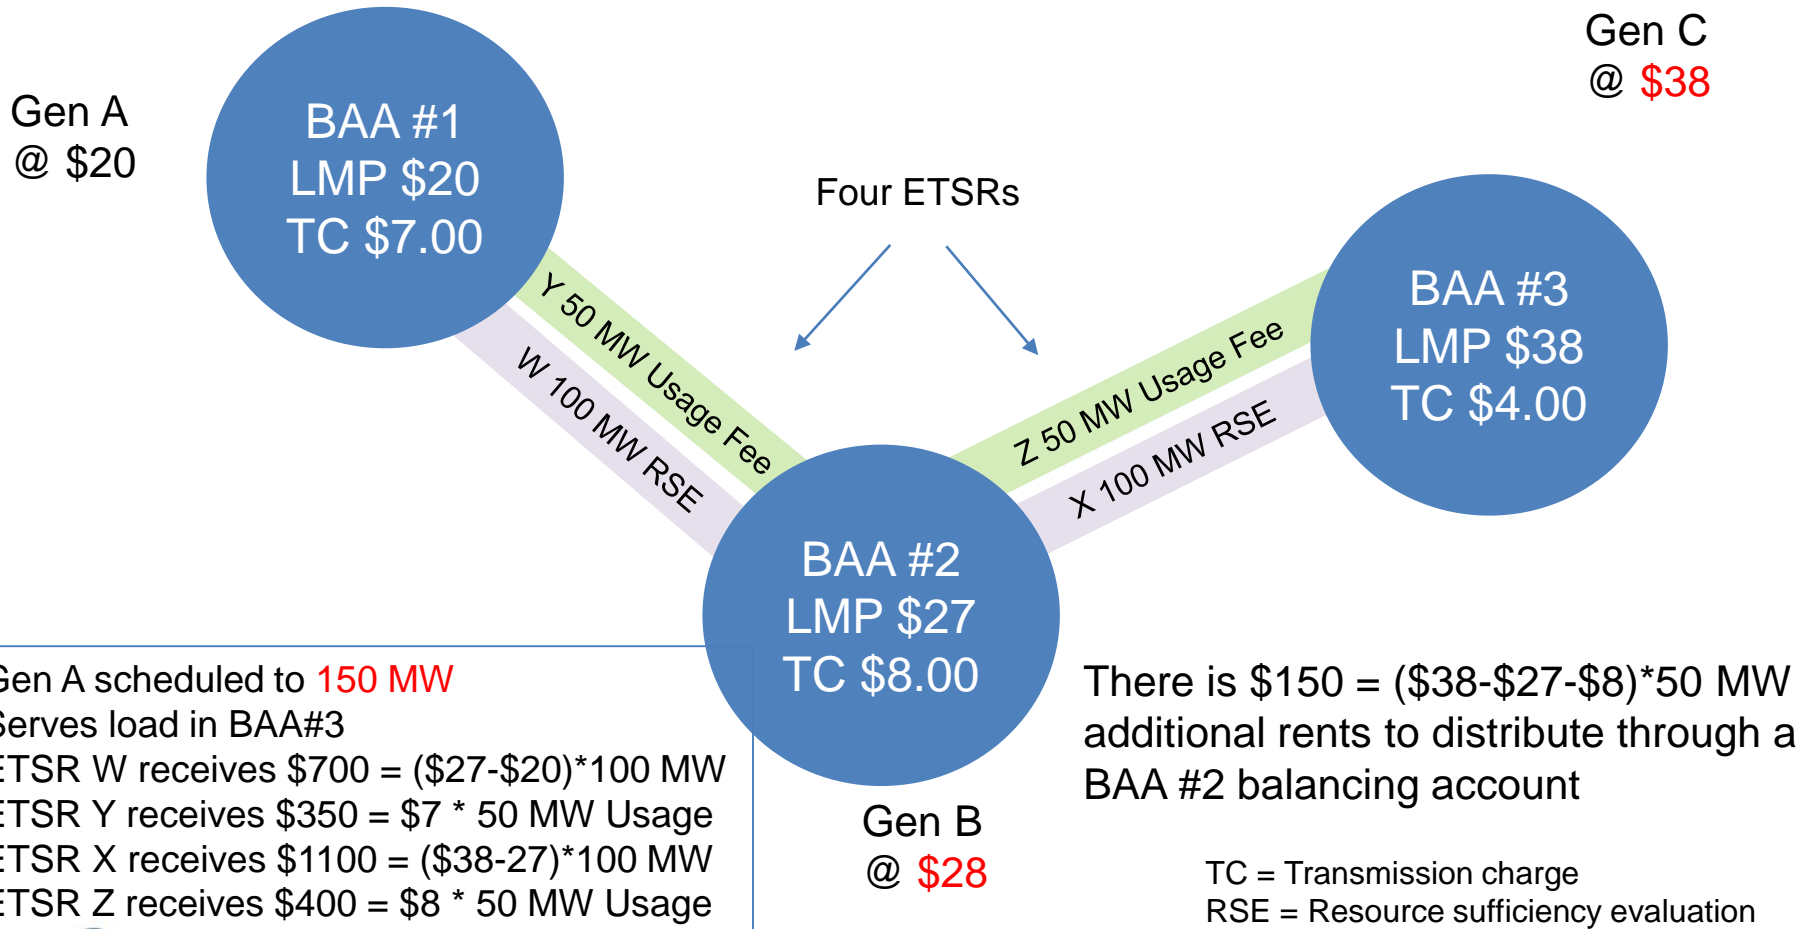 Gen A
@ $20
BAA #1
LMP $20
TC $7.00
Four ETSRs
Gen C
@ $38
BAA #3
LMP $38
TC $4.00
Y 50 MW Usage Fee
W 100 MW RSE
Z 50 MW Usage Fee
X 100 MW RSE
BAA #2
LMP $27
TC $8.00
Gen B
@ $28
Gen A scheduled to 150 MW
Serves load in BAA#3
ETSR W receives $700 = ($27-$20)*100 MW
ETSR Y receives $350 = $7 * 50 MW Usage
ETSR X receives $1100 = ($38-27)*100 MW
ETSR Z receives $400 = $8 * 50 MW Usage
There is $150 = ($38-$27-$8)*50 MW
additional rents to distribute through a
BAA #2 balancing account
TC = Transmission charge
RSE = Resource sufficiency evaluation